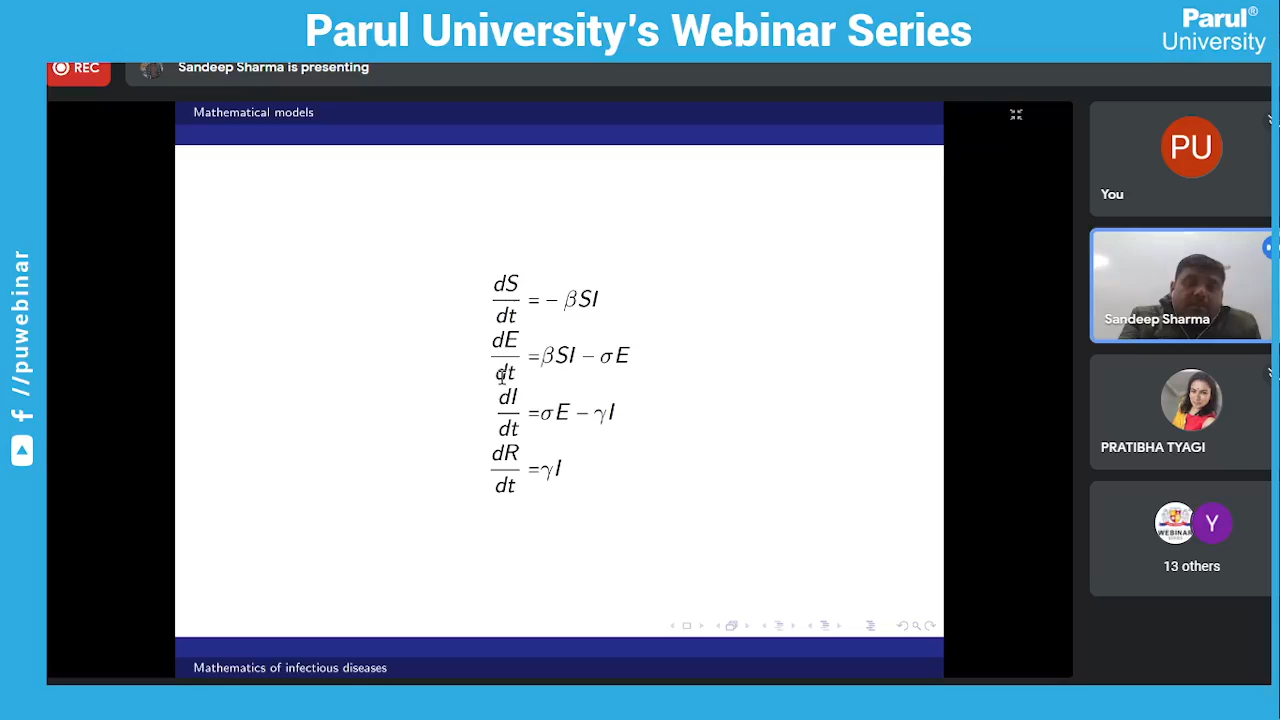 Parul University's Webinar Series
Parul®
University
REC
Sandeep Sharma is presenting
Mathematical models
dS/dt = − βSI
dE/dt =βSI − σE
dI/dt =σE − γI
dR/dt =γI
Mathematics of infectious diseases
PU
You
Sandeep Sharma
PRATIBHA TYAGI
WEBINAR
Y
13 others
//puwebinar